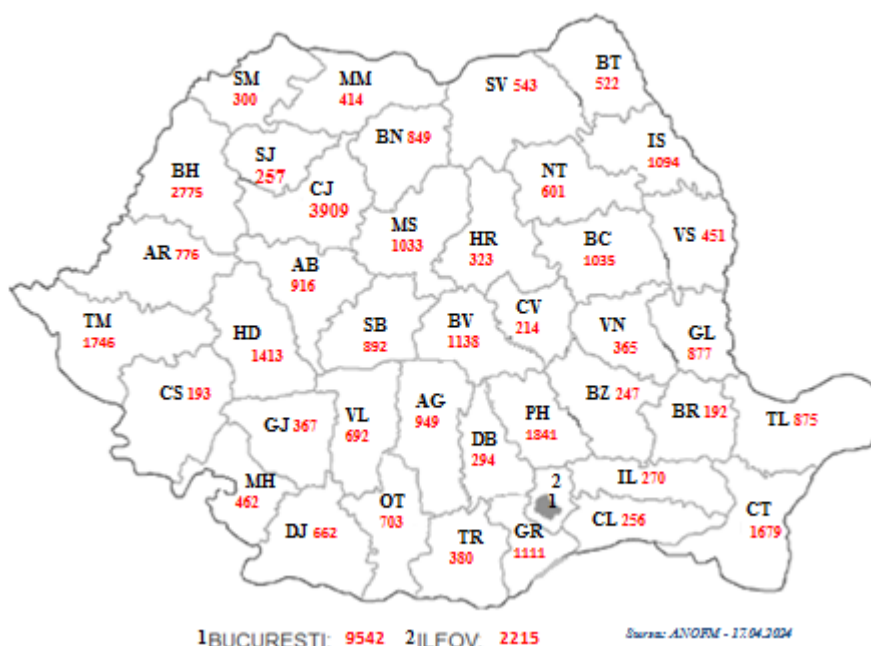 BT
522
SM
300
MM
414
SV 543
BN 849
IS
1094
SJ
257
BH
2775
NT
601
CJ
3909
MS
1033
HR
323
BC
1035
VS 451
AR 776
AB
916
TM
1746
HD
1413
SB
892
BV
1138
CV
214
VN
365
GL
877
CS 193
GJ 367
VL
692
AG
949
DB
294
PH
1841
BZ 247
BR 192
TL 875
MH
462
OT
703
IL 270
2
1
CT
1679
DJ 662
TR
380
GR
1111
CL 256
1BUCURESTI: 9542 2ILFOV: 2215
Sursa: ANOFM - 17.04.2024